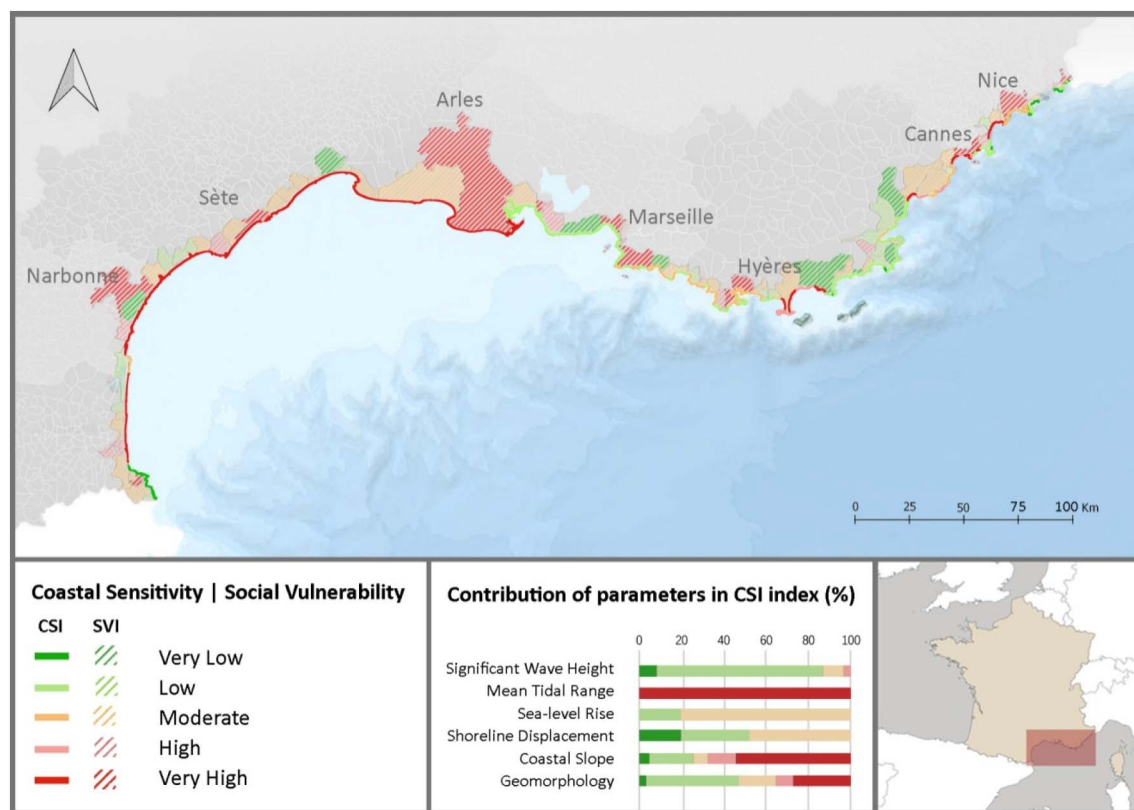 Nice
Arles
Cannes
Sète
Marseille
Hyères
Narbonne
0 25 50 75 100 Km
Coastal Sensitivity | Social Vulnerability
CSI SVI
Very Low
Low
Moderate
High
Very High
Contribution of parameters in CSI index (%)
0 20 40 60 80 100
Significant Wave Height
Mean Tidal Range
Sea-level Rise
Shoreline Displacement
Coastal Slope
Geomorphology